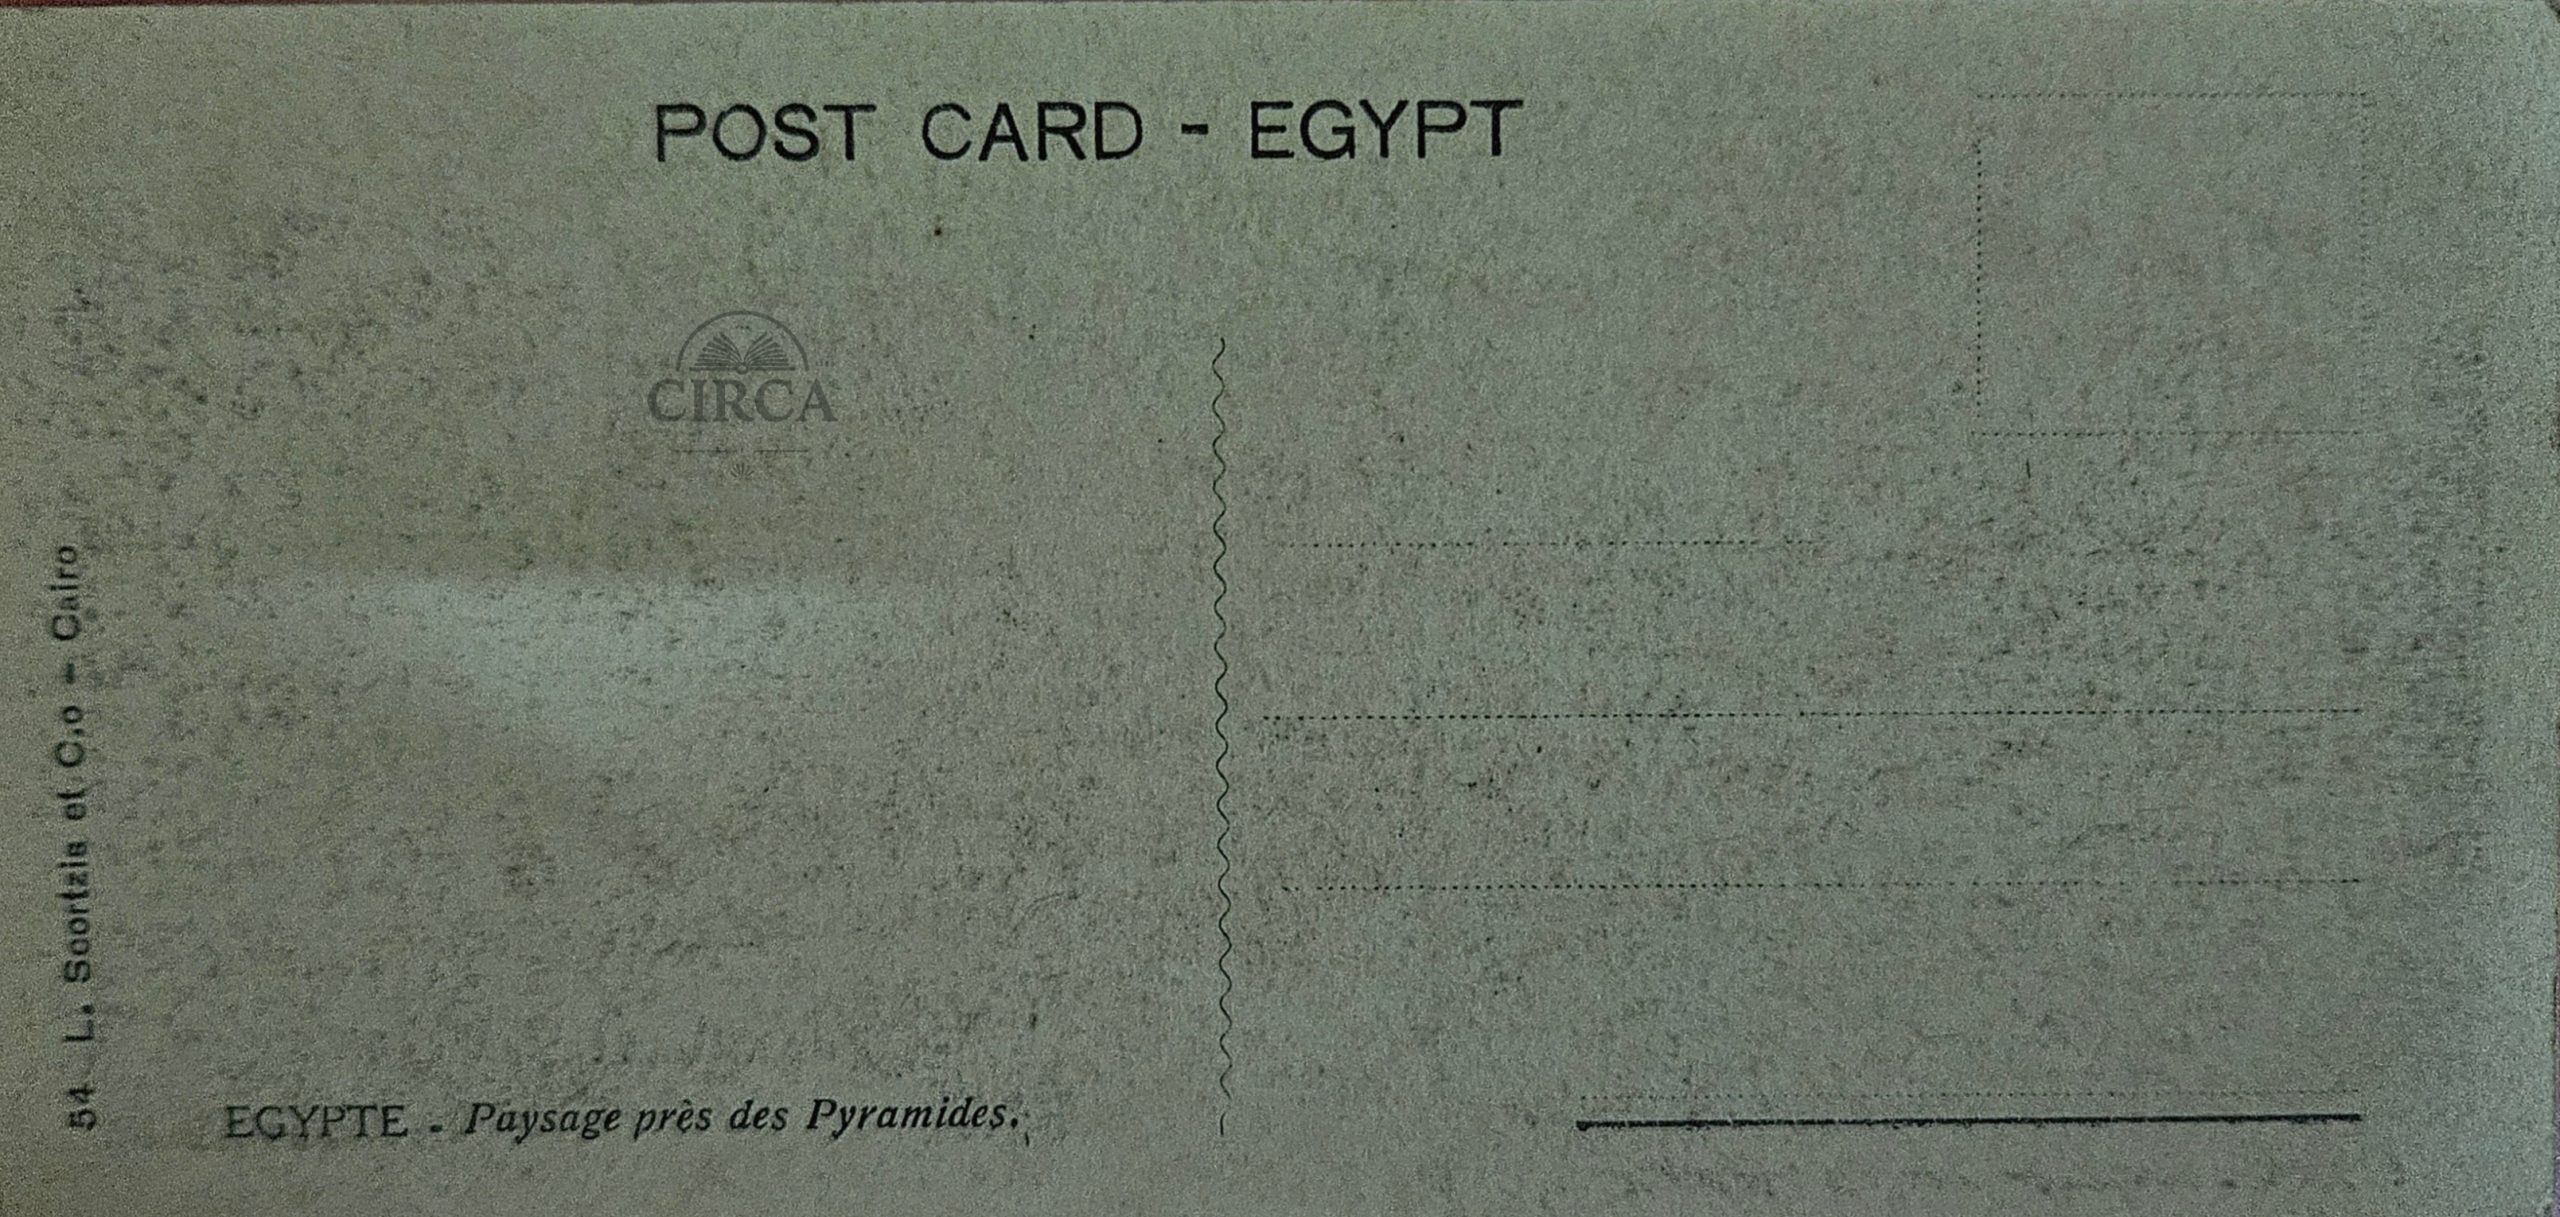 POST CARD - EGYPT
CIRCA
54 L. Scortzis et C.o - Cairo
EGYPTE - Paysage près des Pyramides.